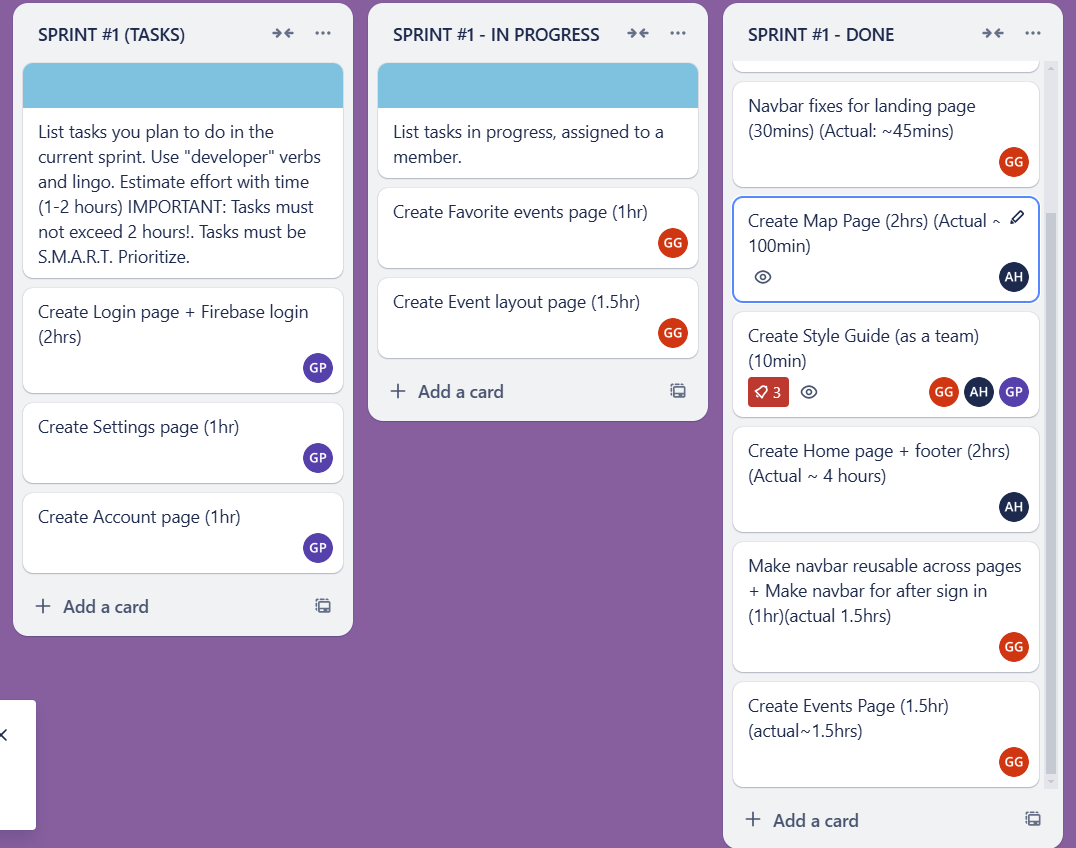 SPRINT #1 (TASKS)
List tasks you plan to do in the
current sprint. Use "developer" verbs
and lingo. Estimate effort with time
(1-2 hours) IMPORTANT: Tasks must
not exceed 2 hours!. Tasks must be
S.M.A.R.T. Prioritize.
Create Login page + Firebase login
(2hrs)
GP
Create Settings page (1hr)
GP
Create Account page (1hr)
GP
+ Add a card
SPRINT #1 - IN PROGRESS
List tasks in progress, assigned to a
member.
Create Favorite events page (1hr)
GG
Create Event layout page (1.5hr)
GG
+ Add a card
SPRINT #1 - DONE
Navbar fixes for landing page
(30mins) (Actual: ~45mins)
GG
Create Map Page (2hrs) (Actual ~
100min)
AH
Create Style Guide (as a team)
(10min)
3 GG AH GP
Create Home page + footer (2hrs)
(Actual ~ 4 hours)
AH
Make navbar reusable across pages
+ Make navbar for after sign in
(1hr)(actual 1.5hrs)
GG
Create Events Page (1.5hr)
(actual~1.5hrs)
GG
+ Add a card